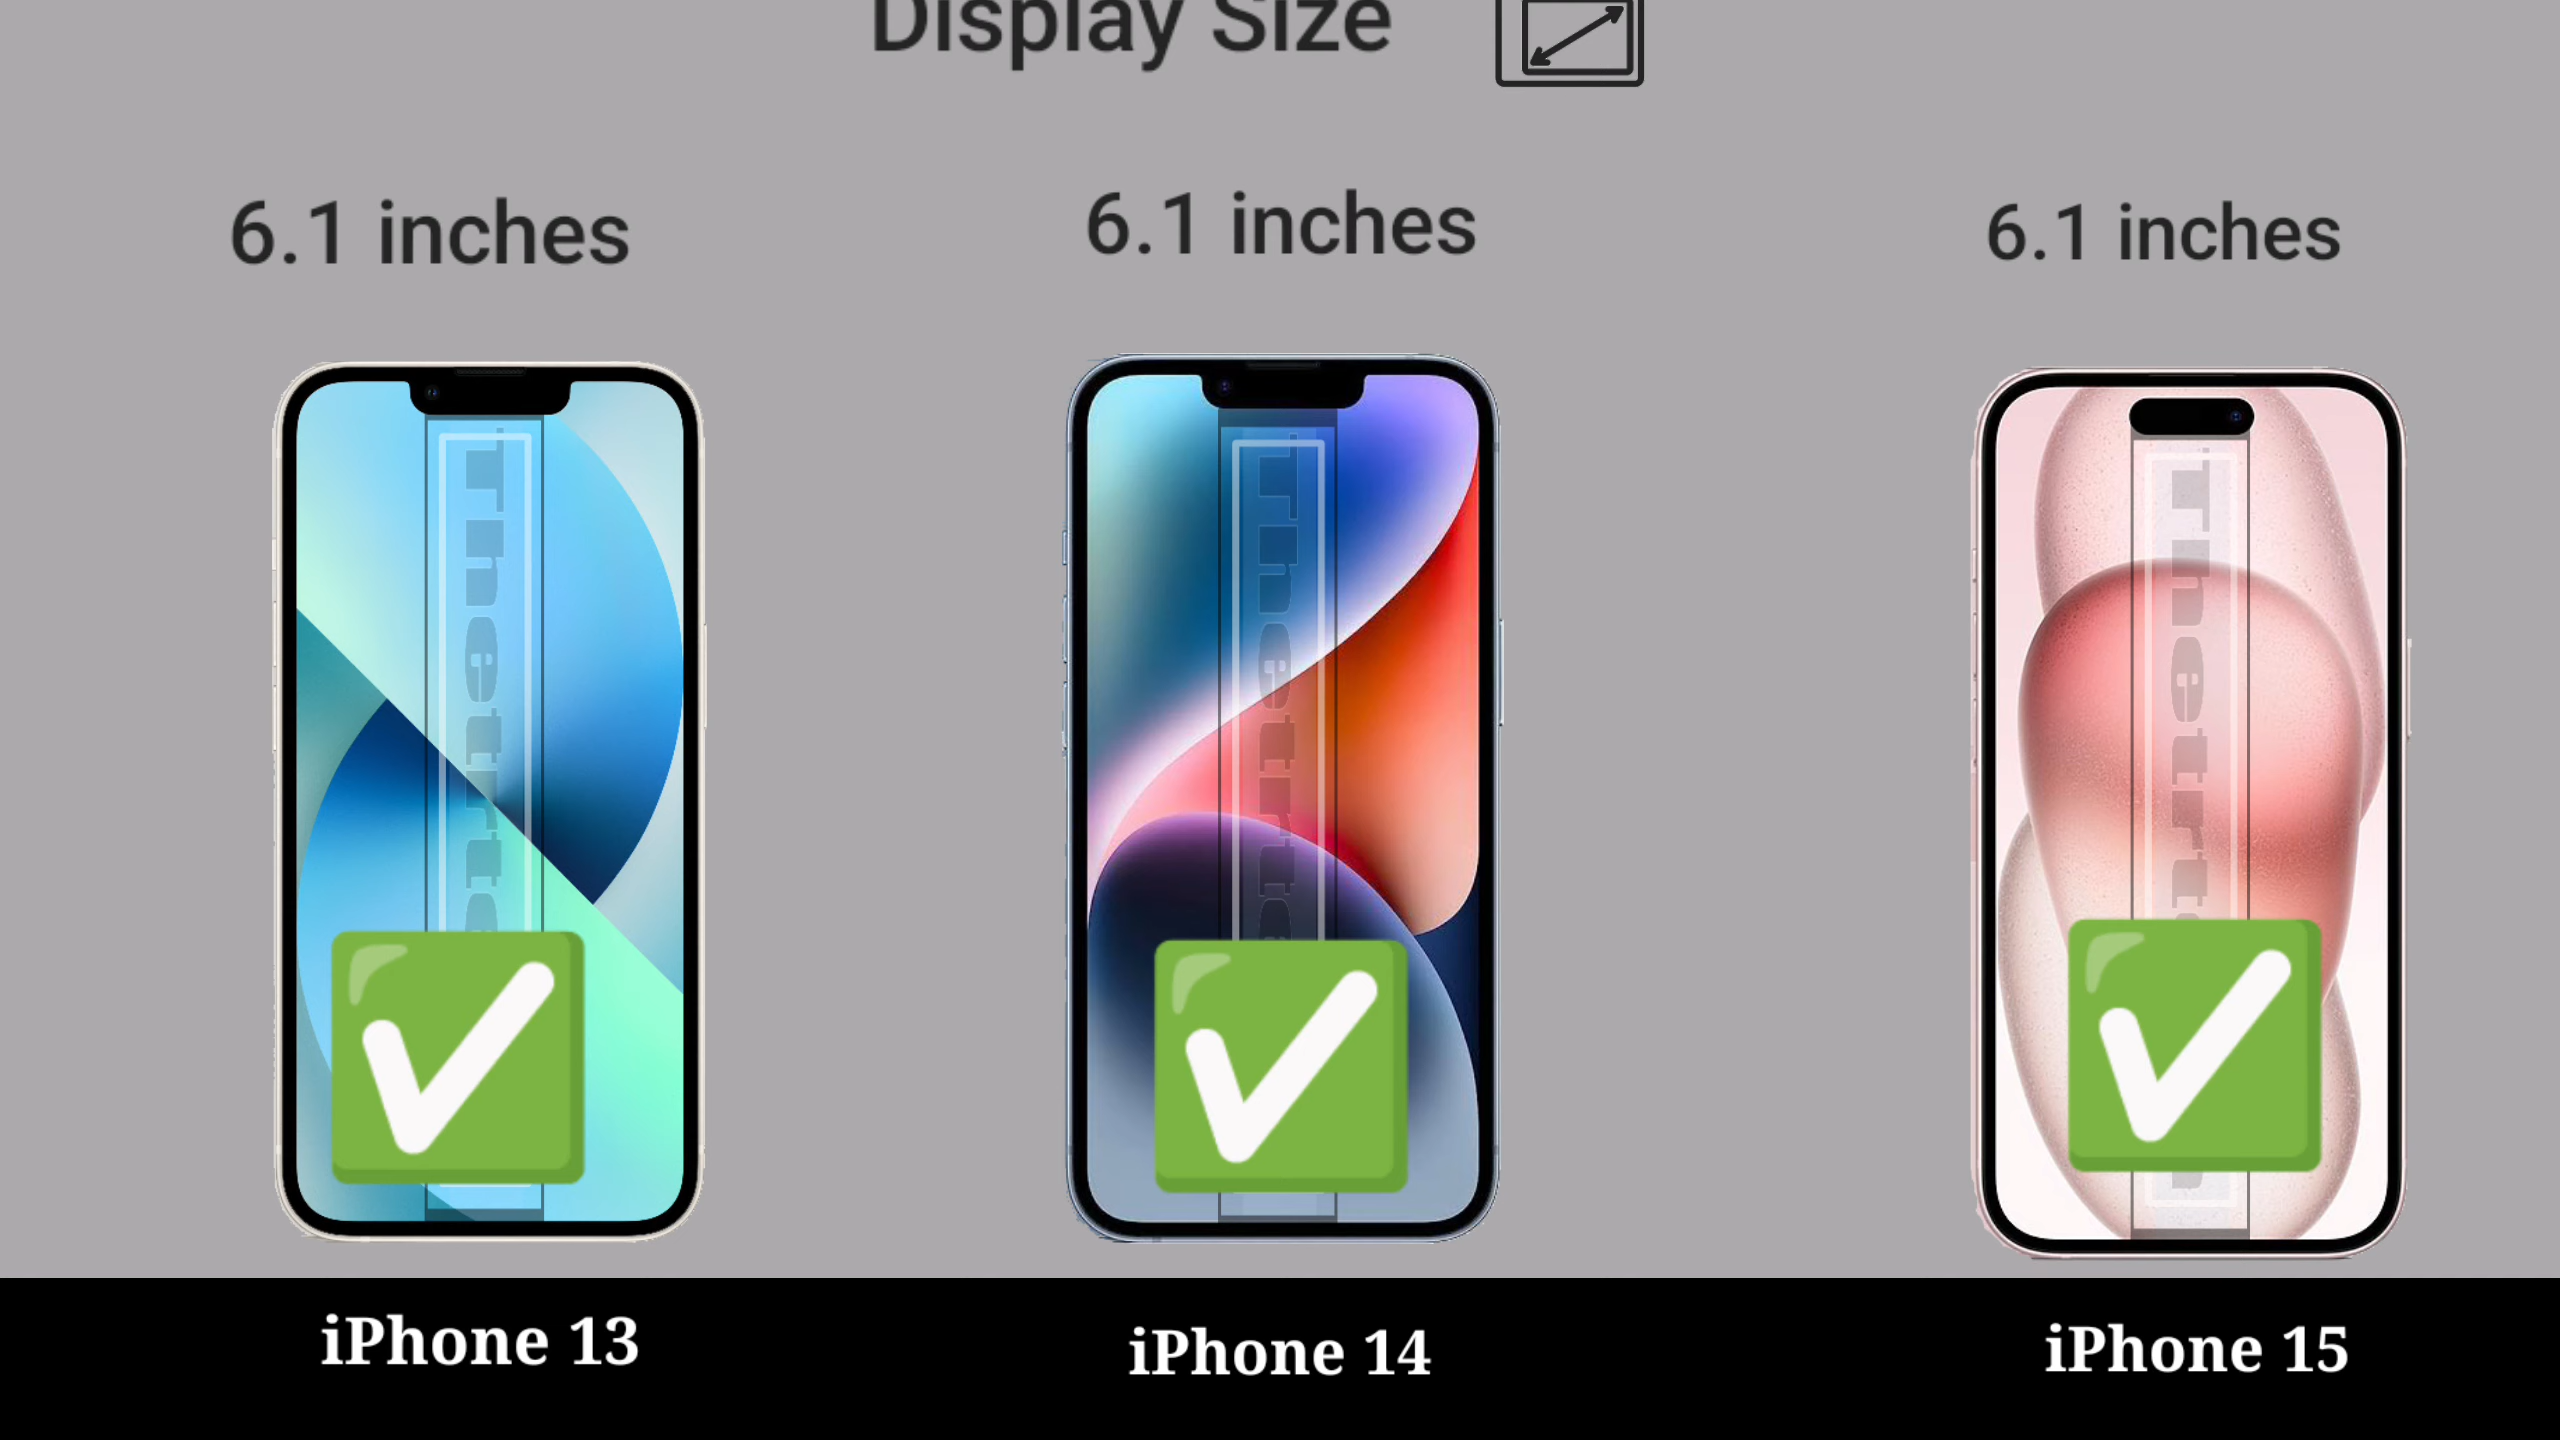 Display Size
6.1 inches
6.1 inches
6.1 inches
iPhone 13
iPhone 14
iPhone 15